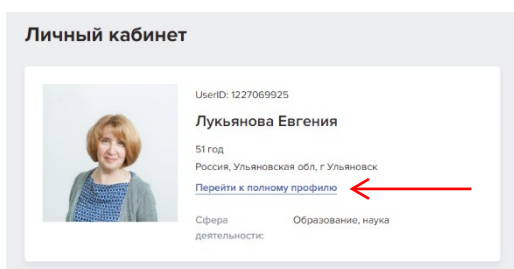 Личный кабинет
UserID: 1227069925
Лукьянова Евгения
51 год
Россия, Ульяновская обл, г Ульяновск
Перейти к полному профилю
Сфера деятельности: Образование, наука